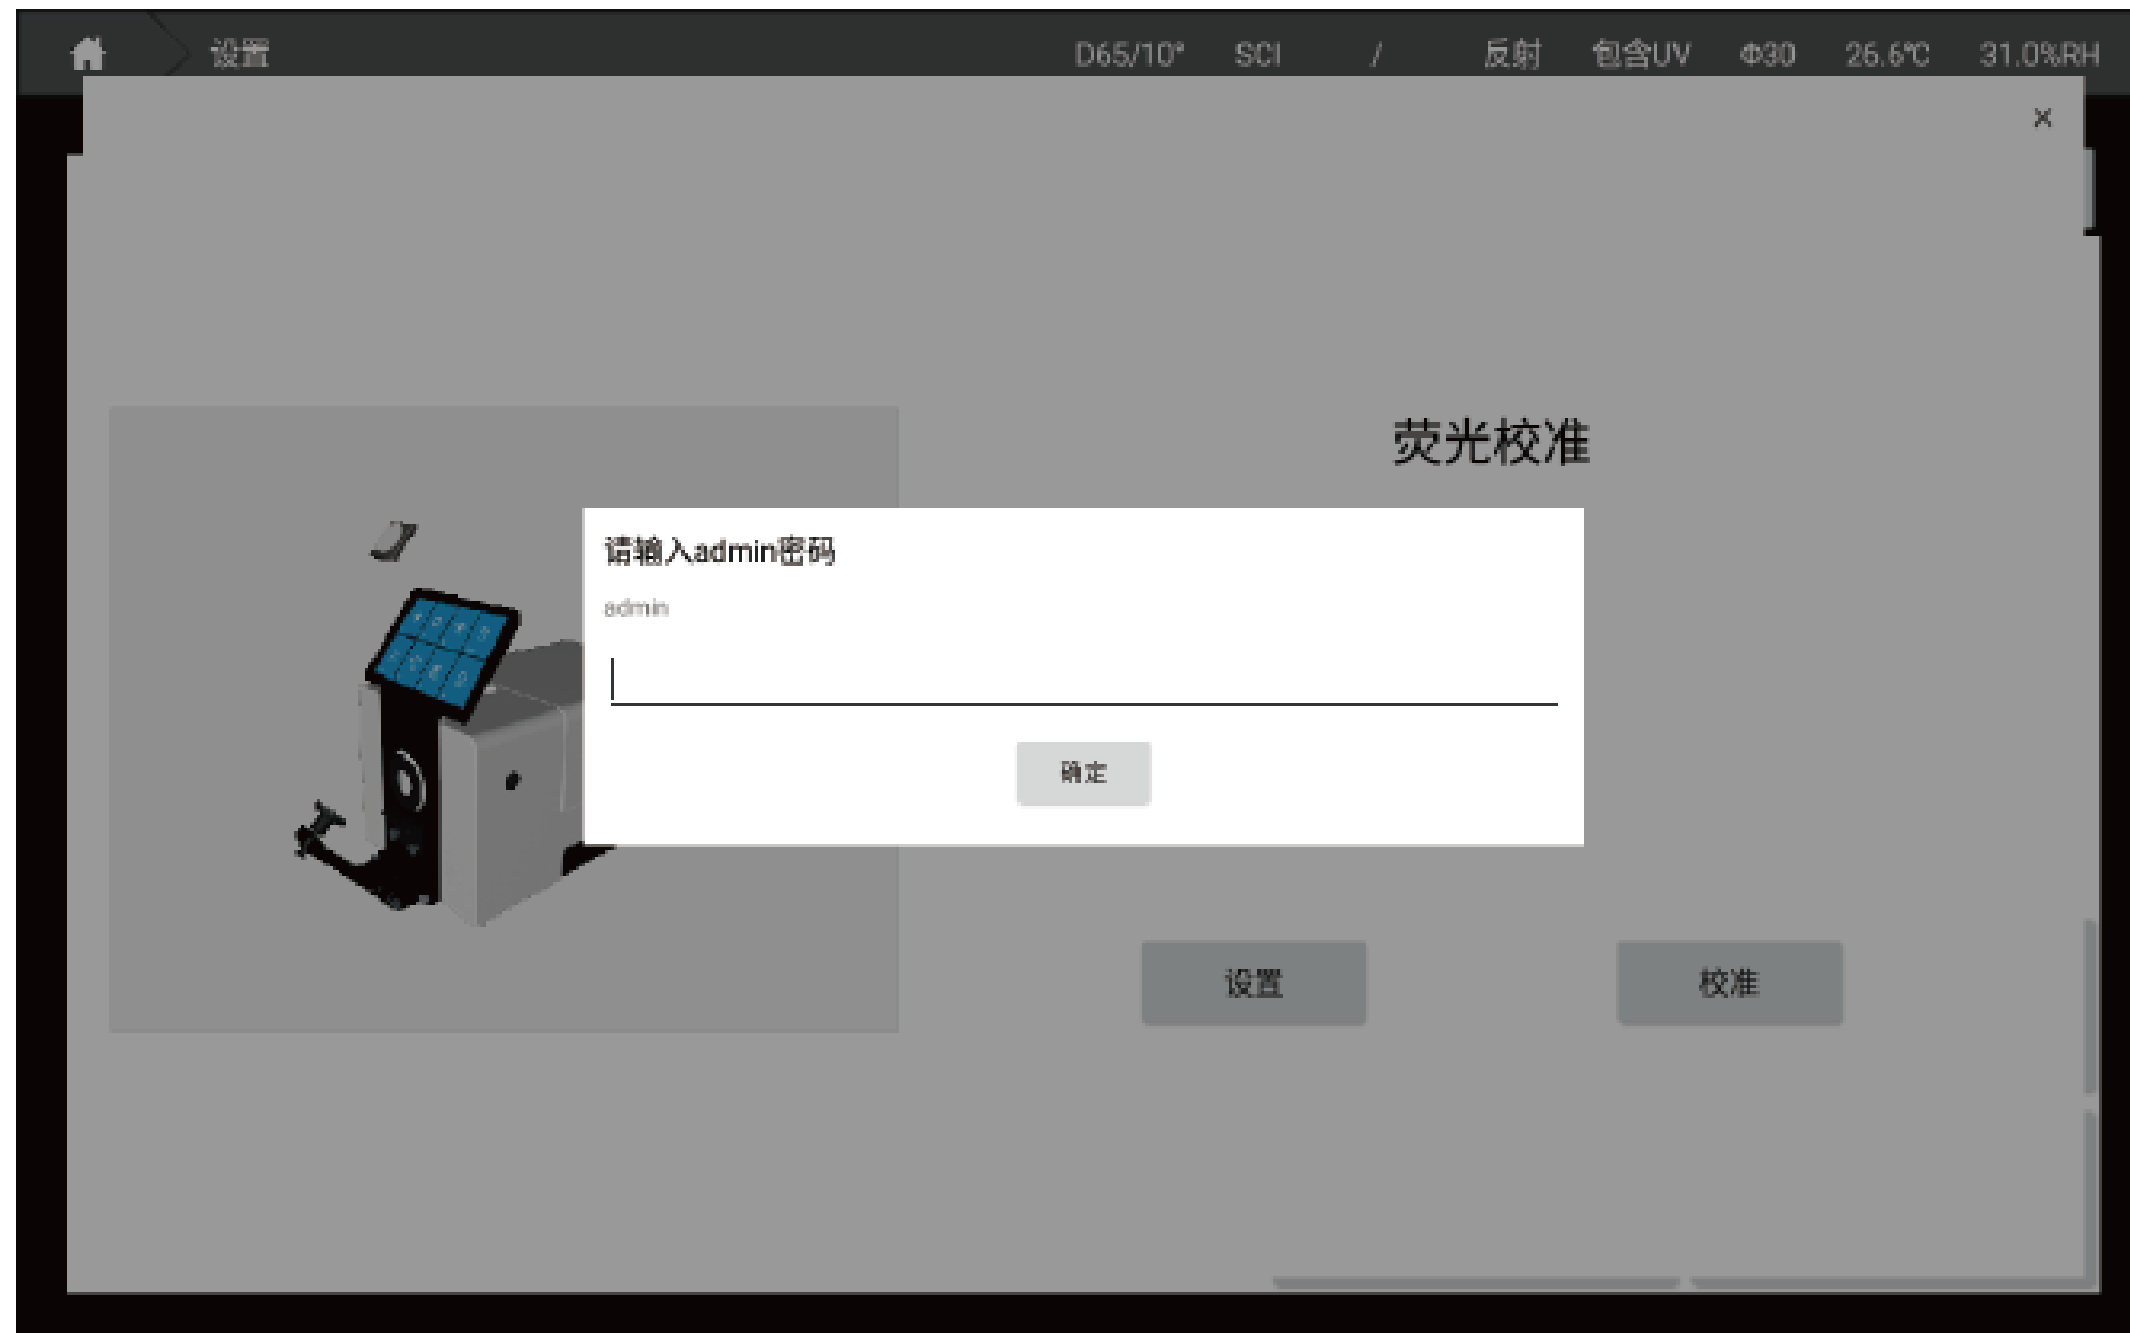 设置 D65/10° SCI / 反射 包含UV Φ30 26.6℃ 31.0%RH
×
荧光校准
请输入admin密码
admin
确定
设置 校准